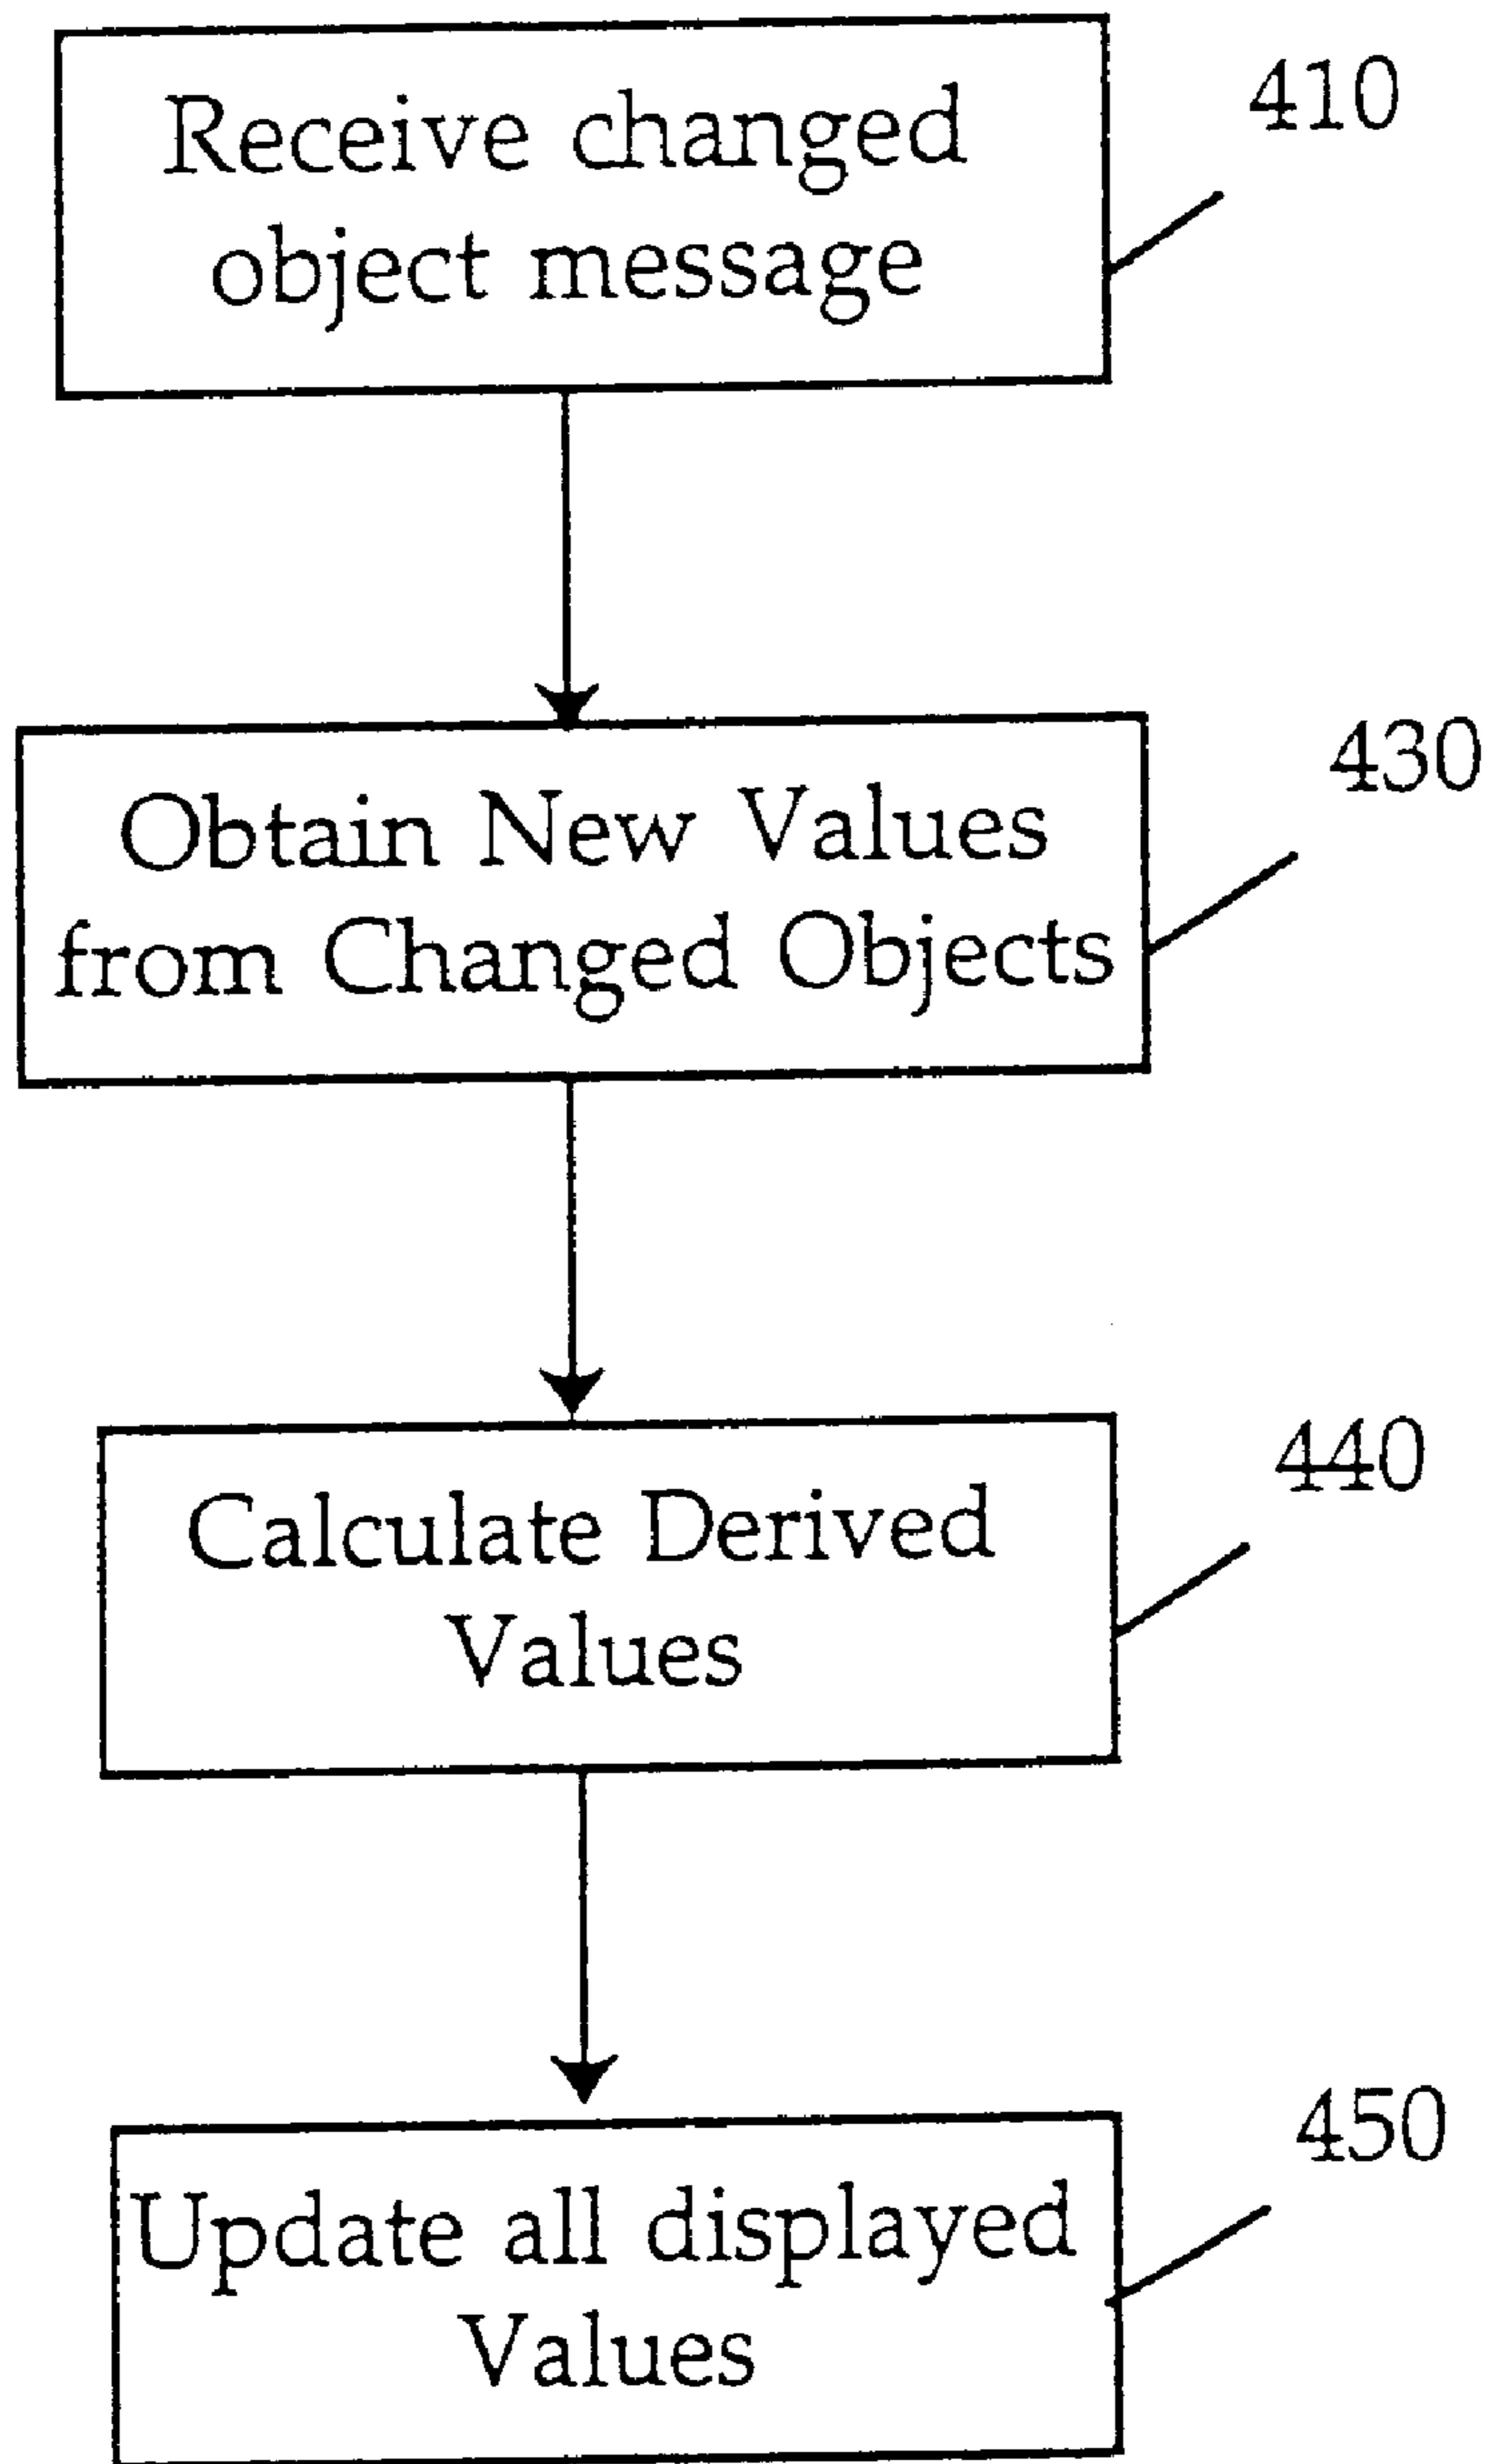 Receive changed
object message
410
Obtain New Values
from Changed Objects
430
Calculate Derived
Values
440
Update all displayed
Values
450